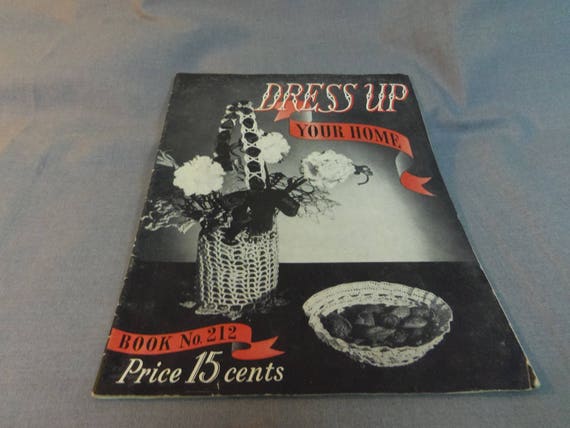 DRESS UP
YOUR HOME
BOOK No. 212
Price 15 cents